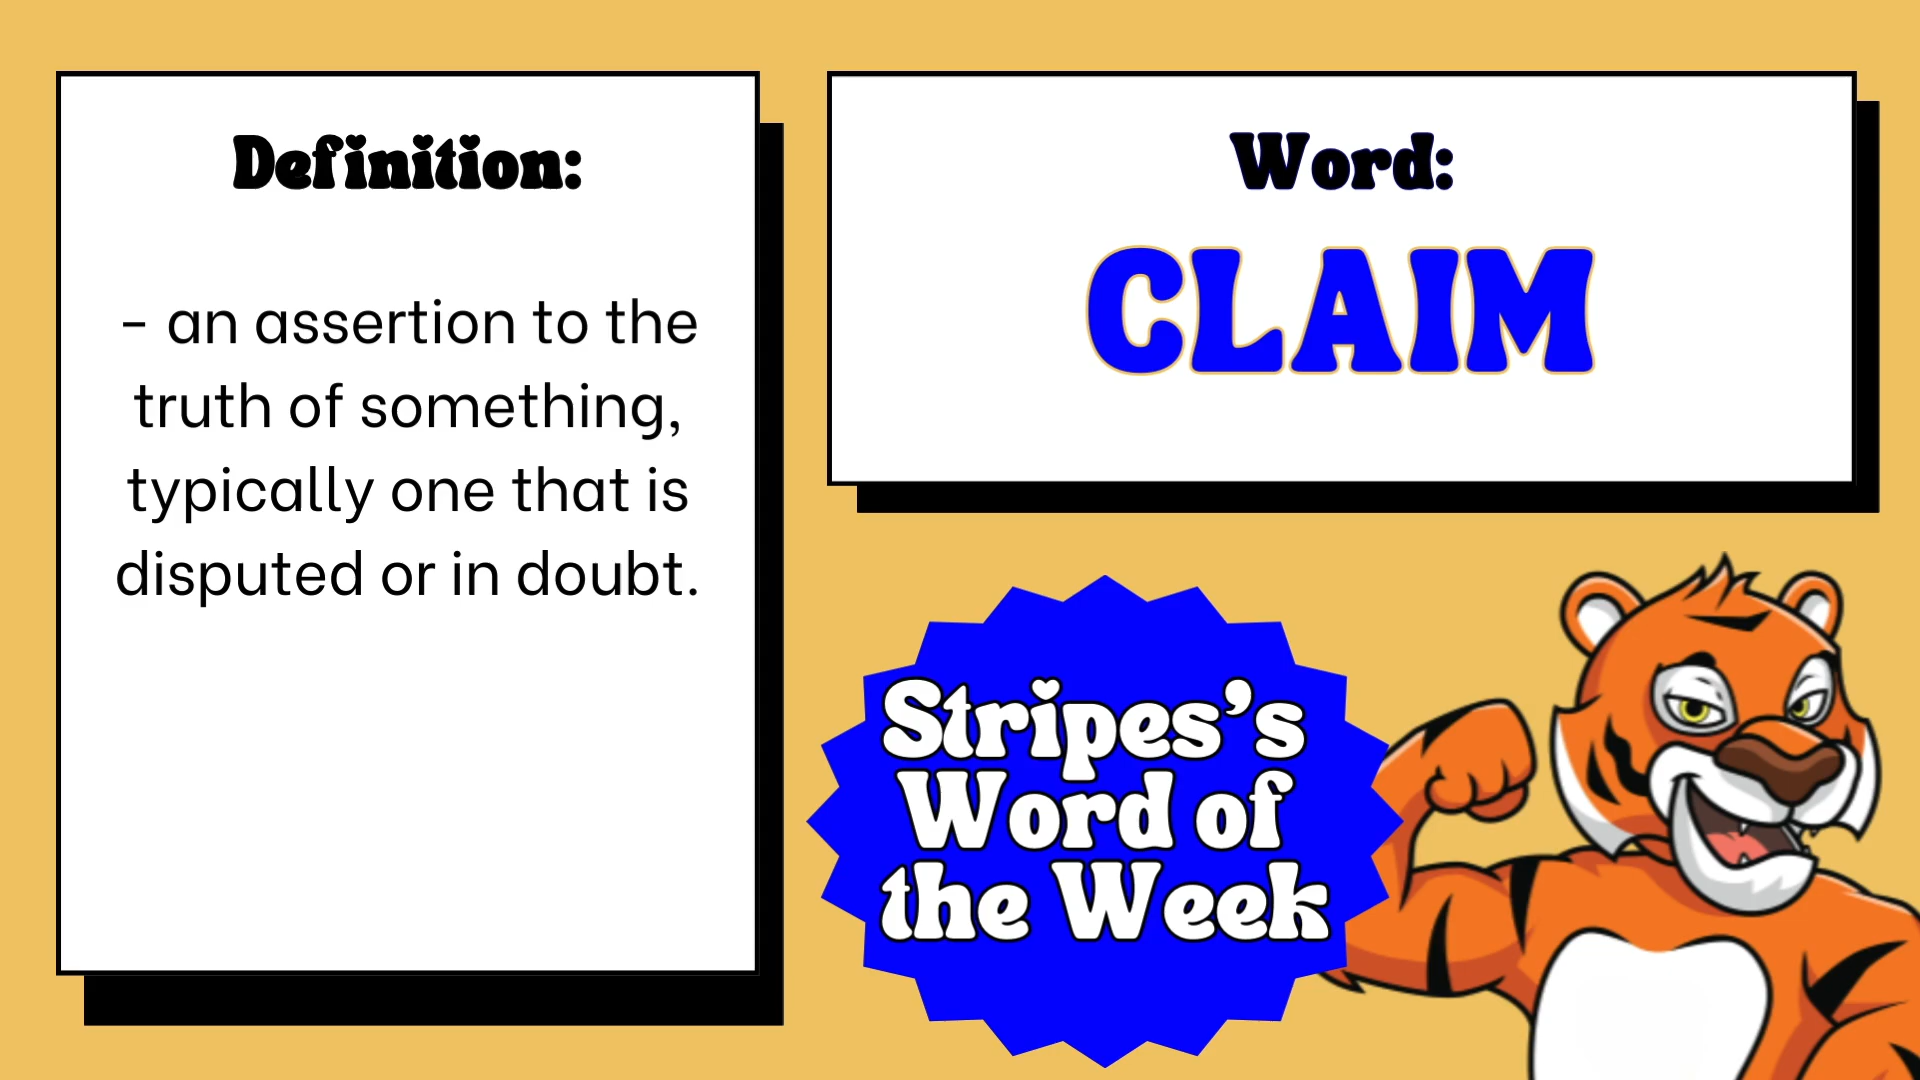 Definition:
- an assertion to the
truth of something,
typically one that is
disputed or in doubt.
Word:
CLAIM
Stripes’s
Word of
the Week